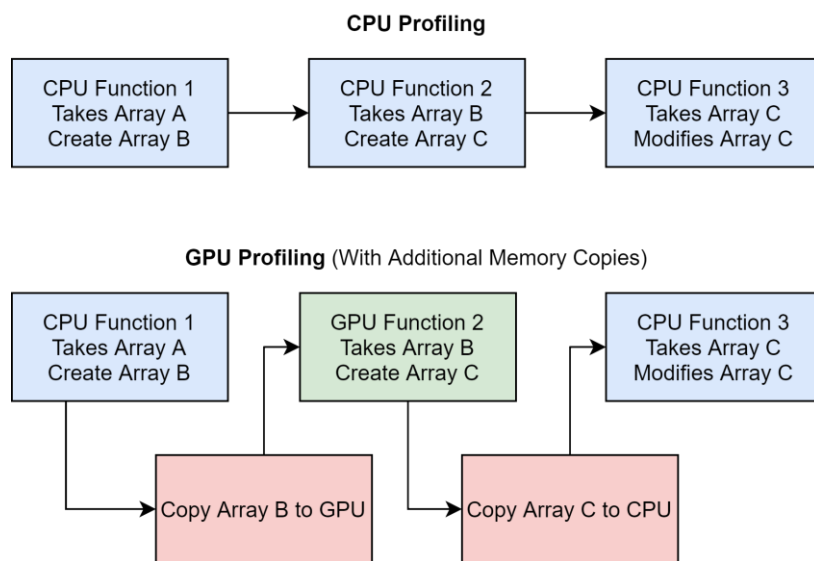 CPU Profiling
CPU Function 1
Takes Array A
Create Array B
CPU Function 2
Takes Array B
Create Array C
CPU Function 3
Takes Array C
Modifies Array C
GPU Profiling (With Additional Memory Copies)
CPU Function 1
Takes Array A
Create Array B
GPU Function 2
Takes Array B
Create Array C
CPU Function 3
Takes Array C
Modifies Array C
Copy Array B to GPU
Copy Array C to CPU